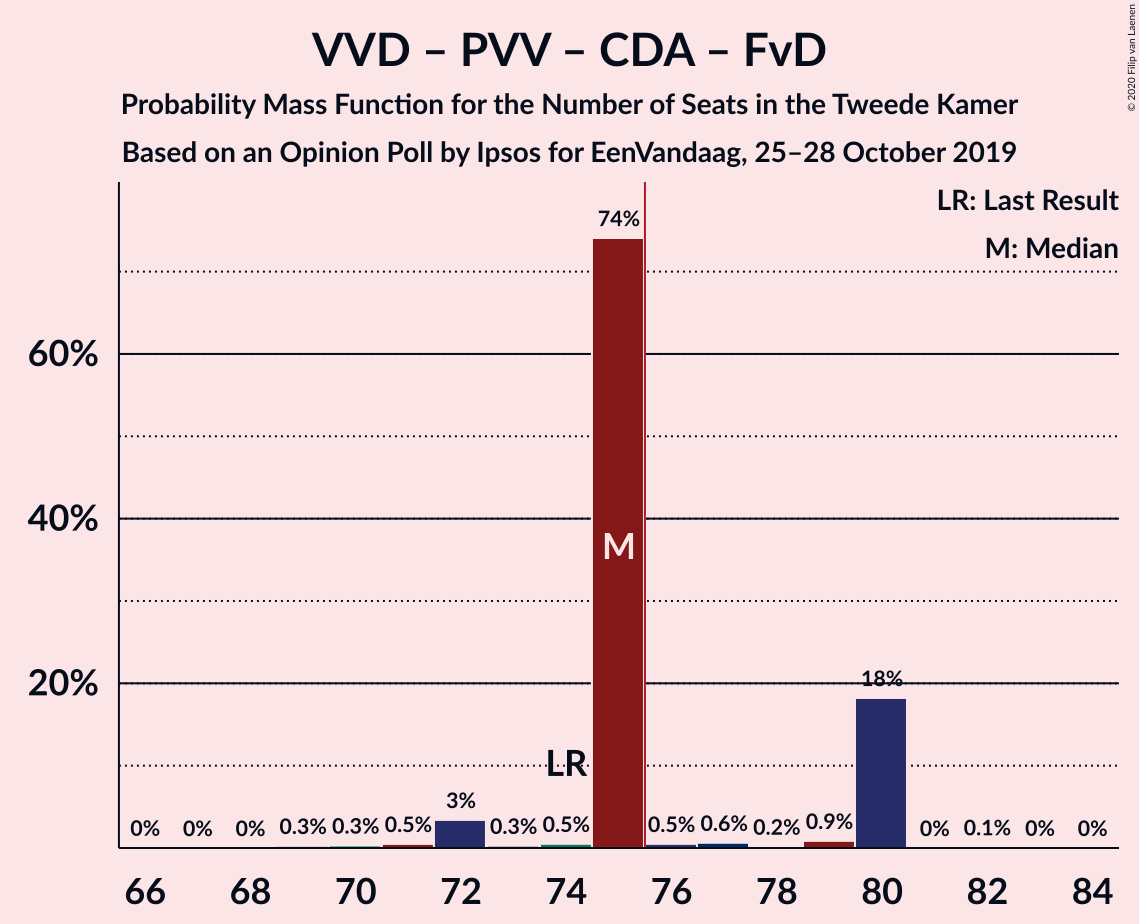 VVD – PVV – CDA – FvD
Probability Mass Function for the Number of Seats in the Tweede Kamer
Based on an Opinion Poll by Ipsos for EenVandaag, 25–28 October 2019
© 2020 Filip van Laenen
LR: Last Result
M: Median
74%
60%
M
40%
20%
18%
LR
3%
0% 0% 0% 0.3% 0.3% 0.5% 0.3% 0.5% 0.5% 0.6% 0.2% 0.9% 0% 0.1% 0% 0%
66 68 70 72 74 76 78 80 82 84